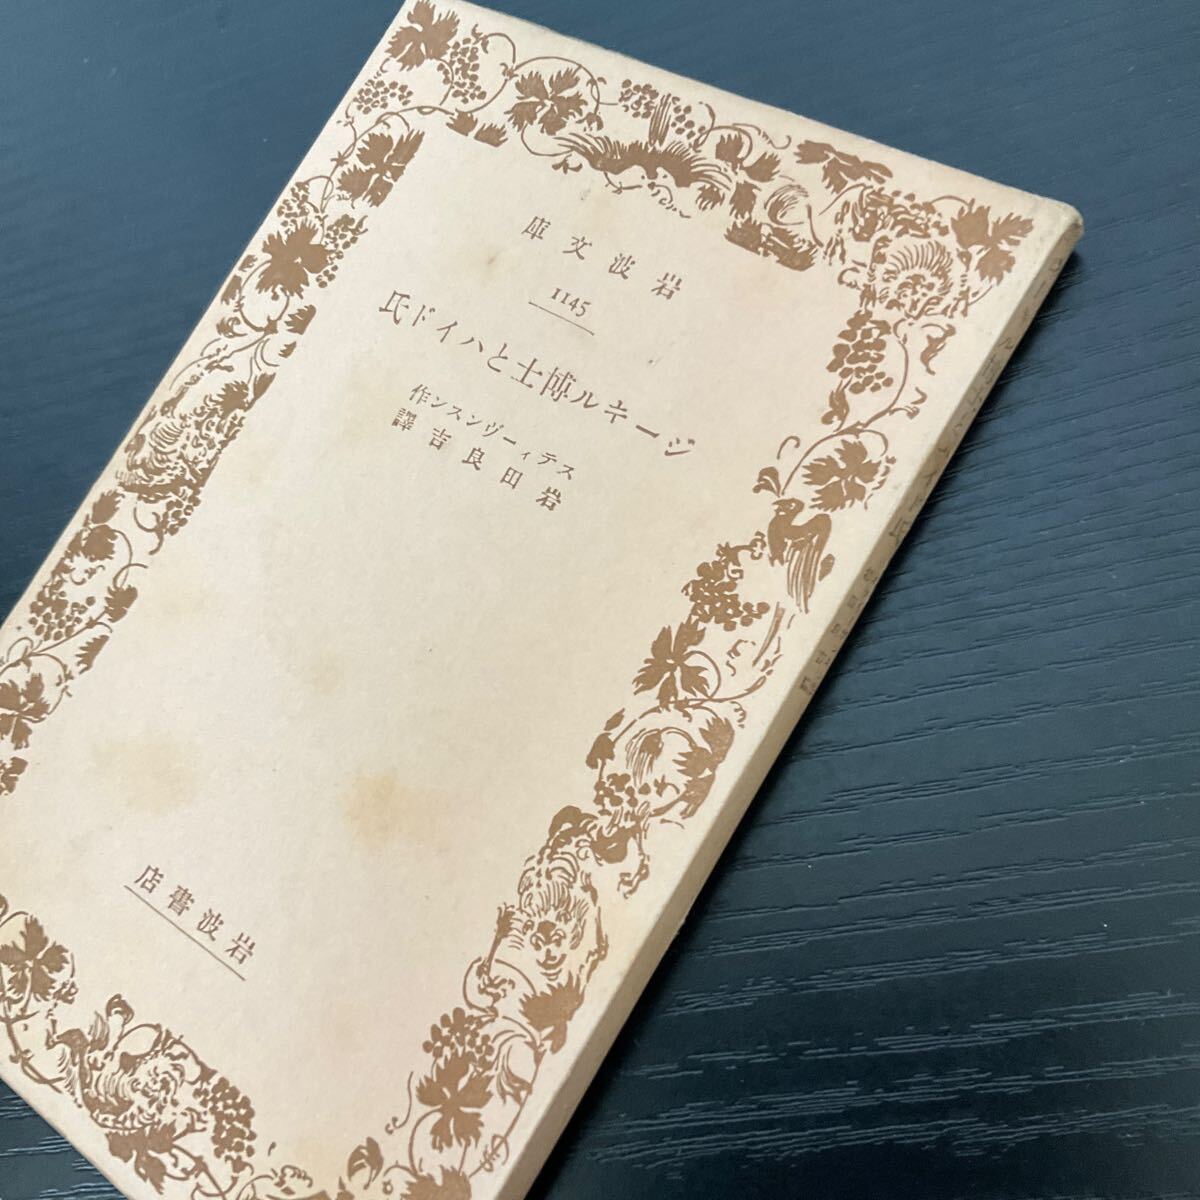 岩波文庫
1145
ジーキル博士とハイド氏
スティーヴンスン作
岩田良吉譯
岩波書店